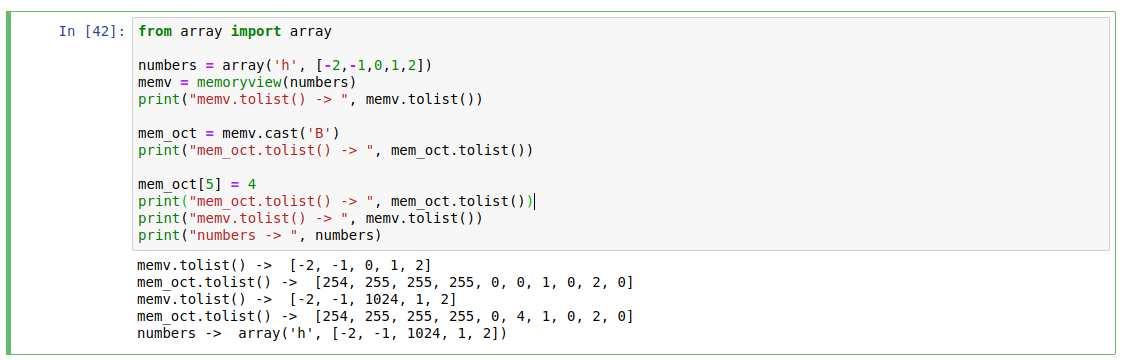 In [42]: from array import array
numbers = array('h', [-2,-1,0,1,2])
memv = memoryview(numbers)
print("memv.tolist() -> ", memv.tolist())
mem_oct = memv.cast('B')
print("mem_oct.tolist() -> ", mem_oct.tolist())
mem_oct[5] = 4
print("mem_oct.tolist() -> ", mem_oct.tolist())
print("memv.tolist() -> ", memv.tolist())
print("numbers -> ", numbers)
memv.tolist() ->  [-2, -1, 0, 1, 2]
mem_oct.tolist() ->  [254, 255, 255, 255, 0, 0, 1, 0, 2, 0]
memv.tolist() ->  [-2, -1, 1024, 1, 2]
mem_oct.tolist() ->  [254, 255, 255, 255, 0, 4, 1, 0, 2, 0]
numbers ->  array('h', [-2, -1, 1024, 1, 2])